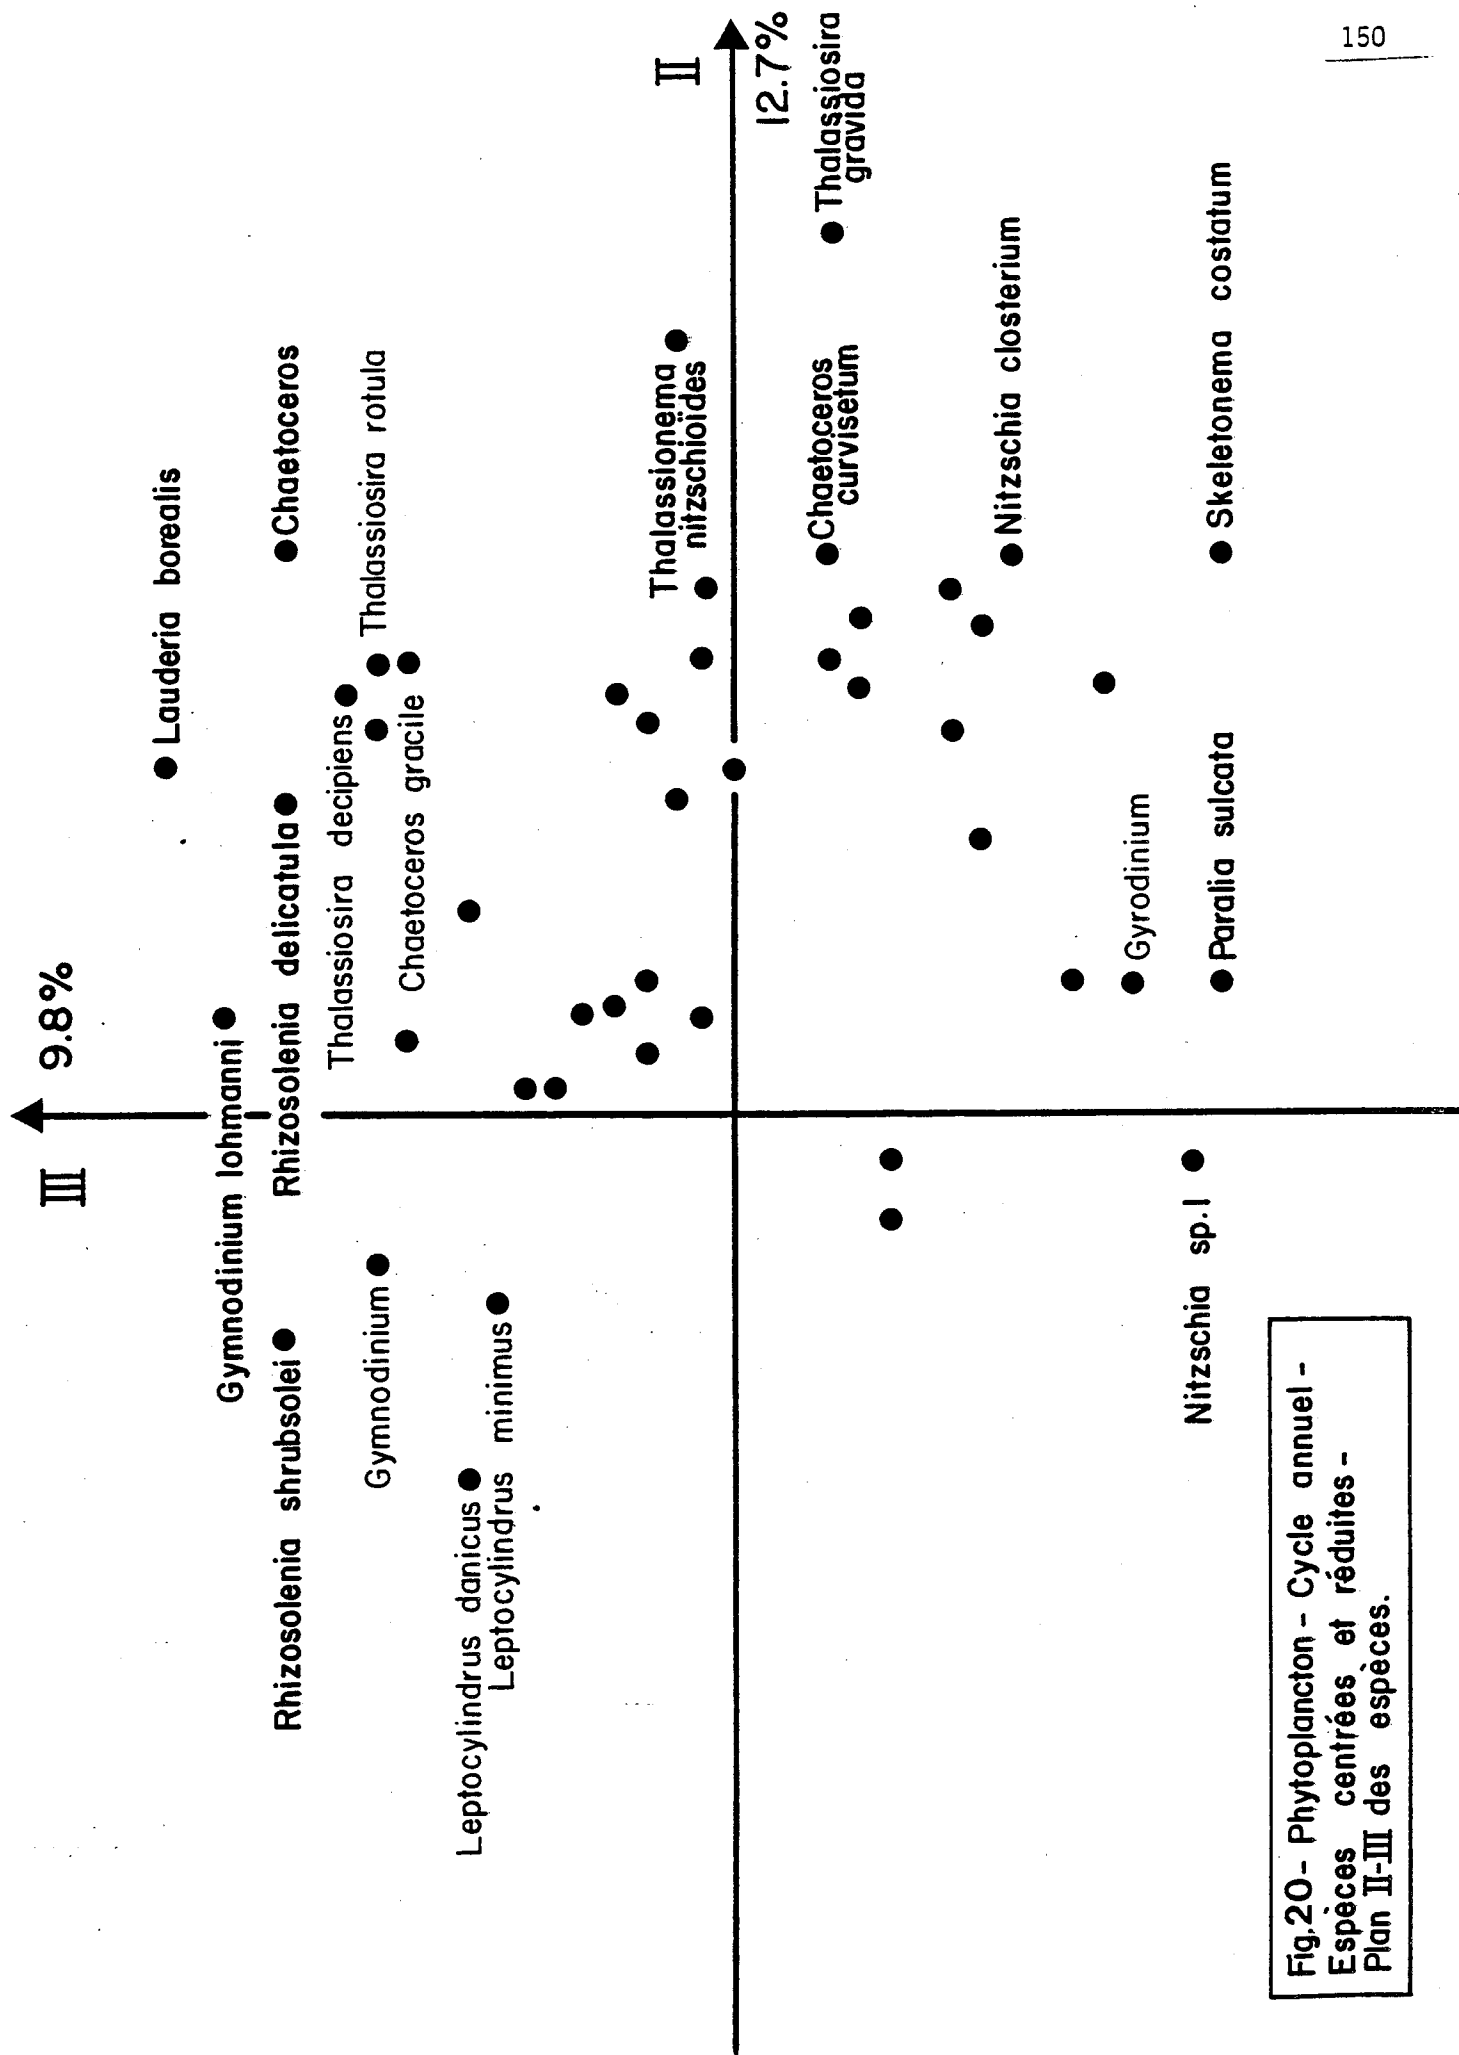 150
III
9.8%
II
12.7%
Lauderia borealis
Gymnodinium lohmanni
Chaetoceros
Rhizosolenia delicatula
Rhizosolenia shrubsolei
Thalassiosira decipiens
Thalassiosira rotula
Gymnodinium
Chaetoceros gracile
Leptocylindrus danicus
Leptocylindrus minimus
Thalassionema
nitzschioïdes
Thalassiosira
gravida
Chaetoceros
curvisetum
Nitzschia closterium
Gyrodinium
Skeletonema costatum
Paralia sulcata
Nitzschia sp.1
Fig.20- Phytoplancton - Cycle annuel -
Espèces centrées et réduites -
Plan II-III des espèces.